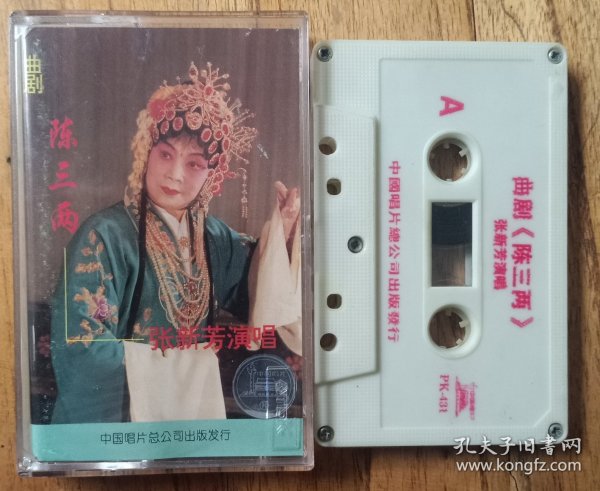 曲剧
陈三两
张新芳演唱
中国唱片总公司出版发行
A
曲剧《陈三两》
张新芳演唱
中國唱片總公司出版發行
PK-431
孔夫子旧书网
www.kongfz.com